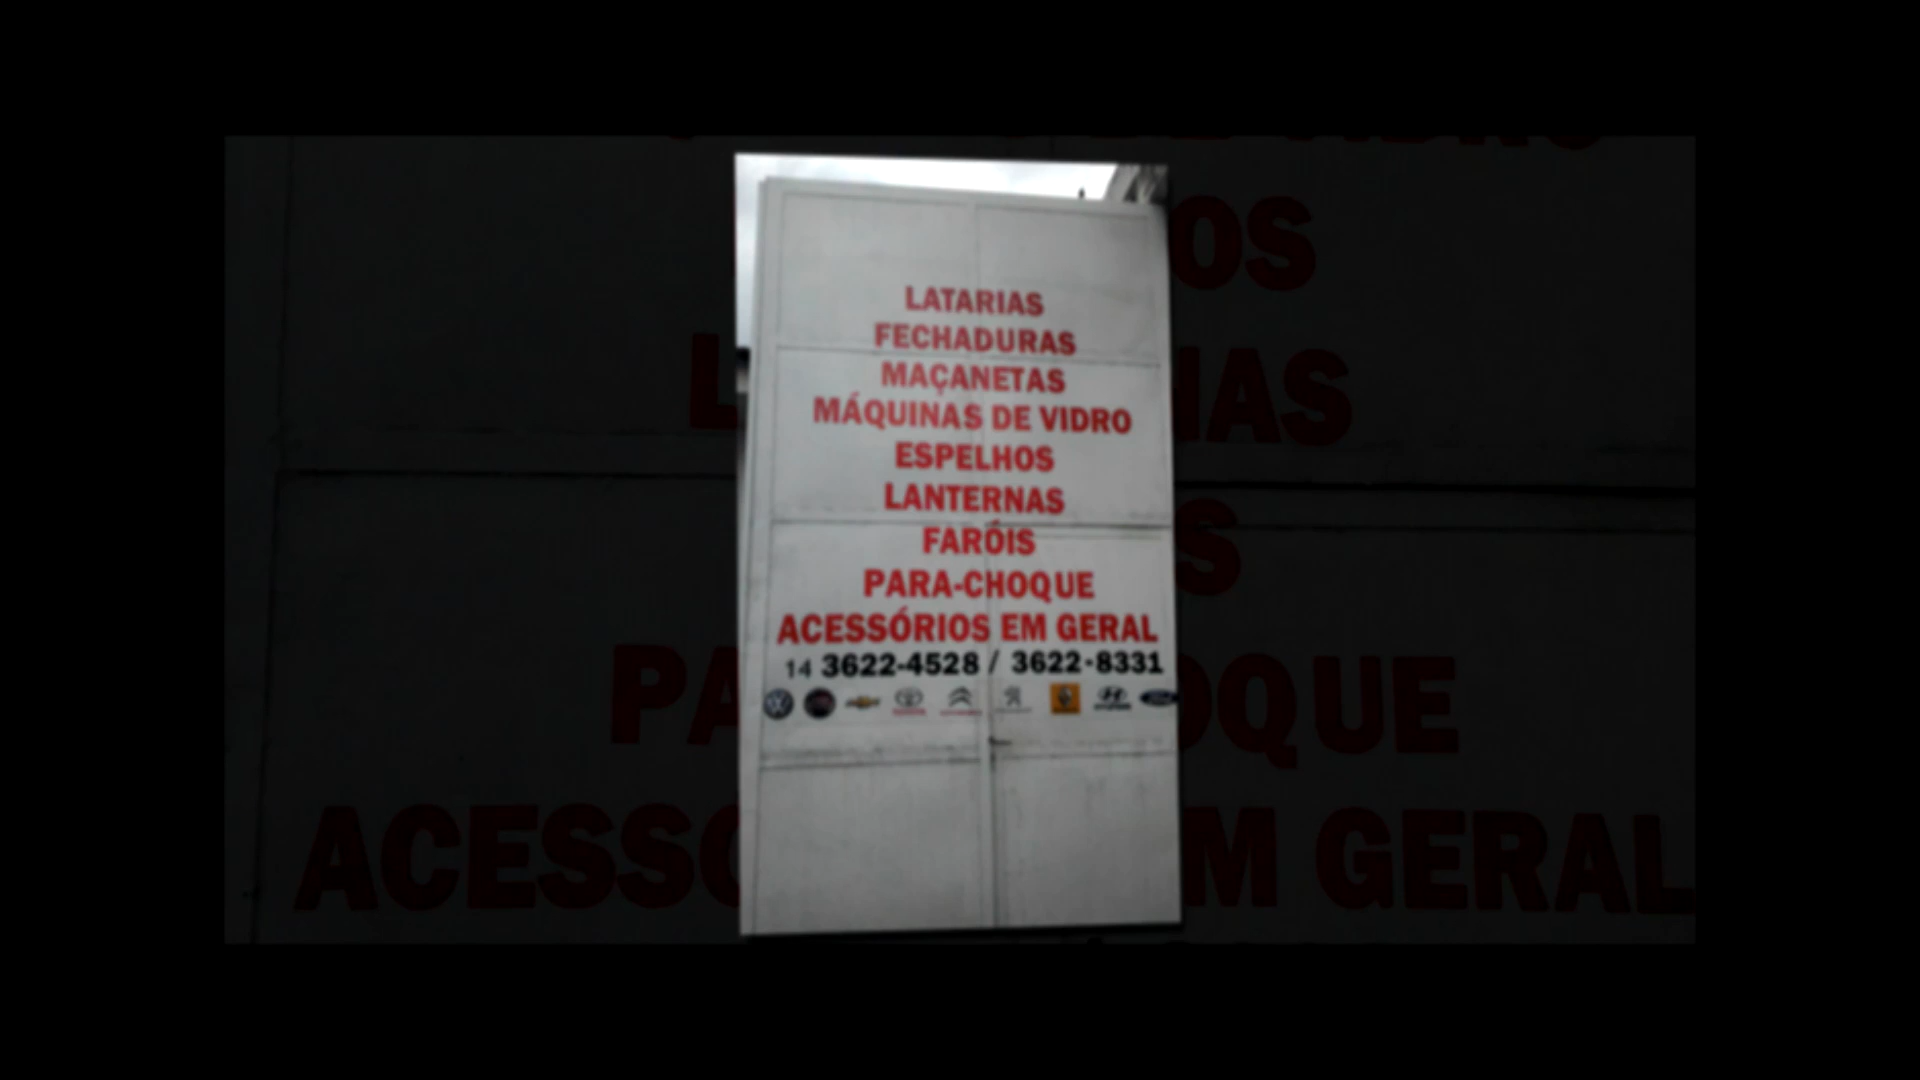 LATARIAS
FECHADURAS
MAÇANETAS
MÁQUINAS DE VIDRO
ESPELHOS
LANTERNAS
FARÓIS
PARA-CHOQUE
ACESSÓRIOS EM GERAL
14 3622-4528 / 3622-8331